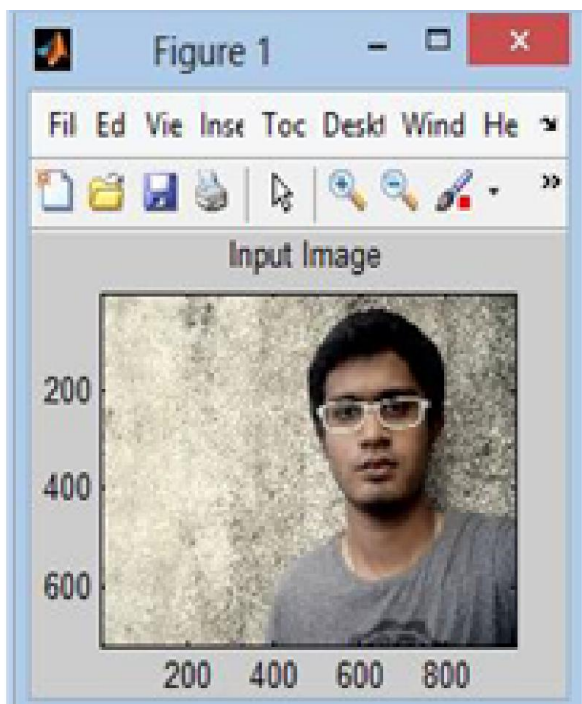 Figure 1
Fil Ed Vie Inse Toc Deskt Wind He
Input Image
200
400
600
200 400 600 800